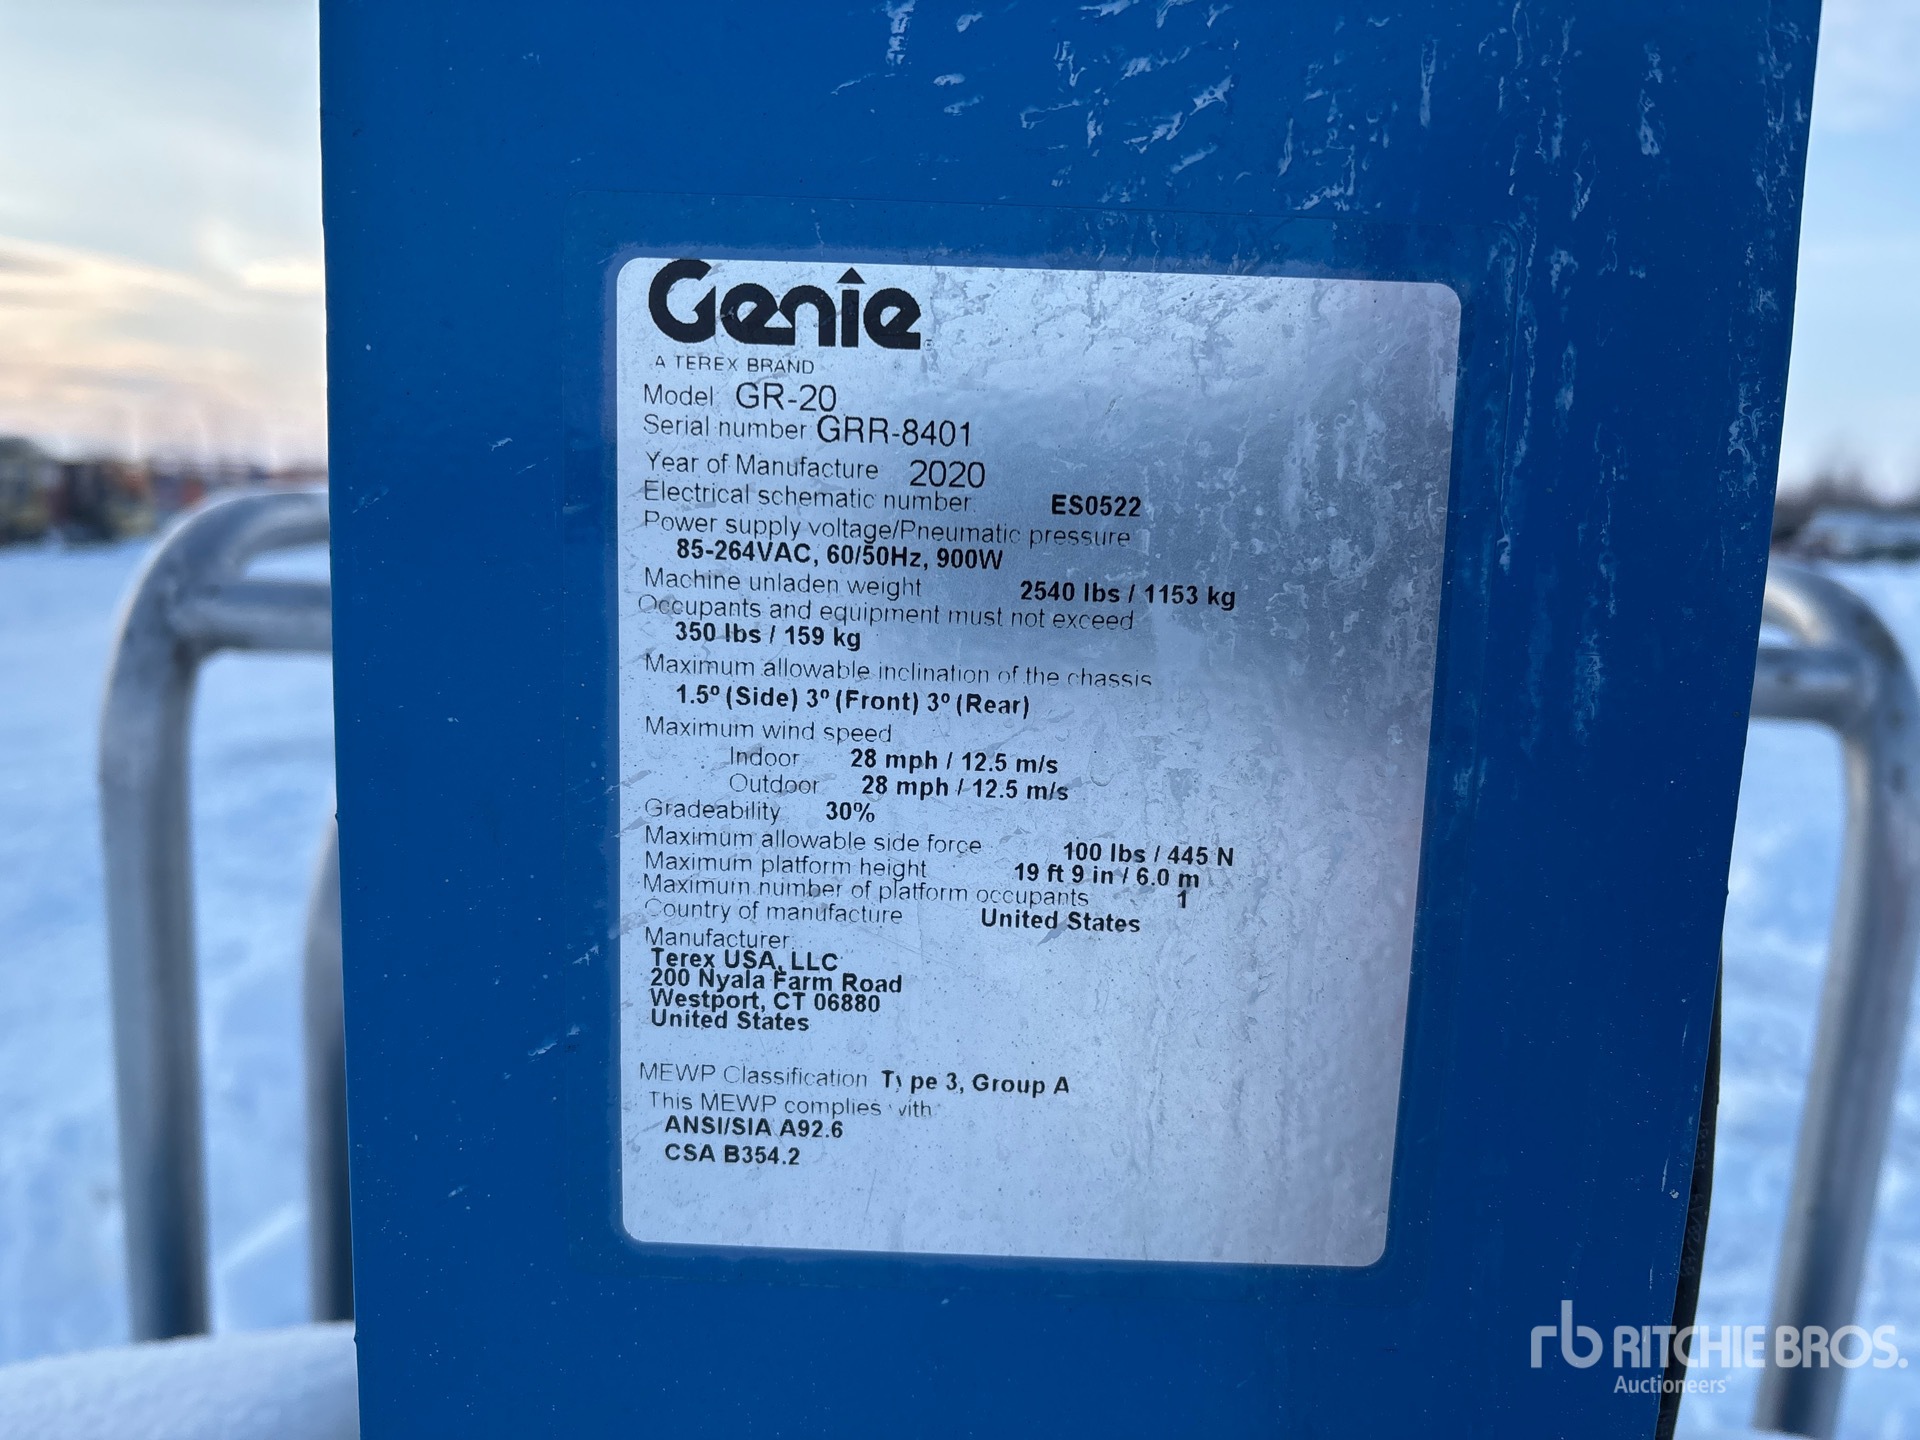 Genie
A TEREX BRAND
Model: GR-20
Serial number GRR-8401
Year of Manufacture 2020
Electrical schematic number ES0522
Power supply voltage/Pneumatic pressure
85-264VAC, 60/50Hz, 900W
Machine unladen weight 2540 lbs / 1153 kg
Occupants and equipment must not exceed
350 lbs / 159 kg
Maximum allowable inclination of the chassis
1.5º (Side) 3º (Front) 3º (Rear)
Maximum wind speed
Indoor 28 mph / 12.5 m/s
Outdoor 28 mph / 12.5 m/s
Gradeability 30%
Maximum allowable side force 100 lbs / 445 N
Maximum platform height 19 ft 9 in / 6.0 m
Maximum number of platform occupants 1
Country of manufacture United States
Manufacturer:
Terex USA, LLC
200 Nyala Farm Road
Westport, CT 06880
United States
MEWP Classification Type 3, Group A
This MEWP complies with:
ANSI/SIA A92.6
CSA B354.2
rb RITCHIE BROS.
Auctioneers